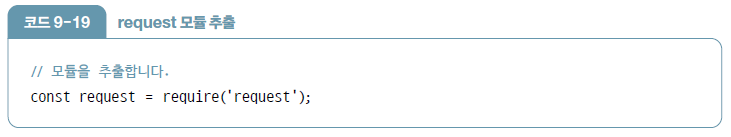 코드 9-19 request 모듈 추출
// 모듈을 추출합니다.
const request = require('request');